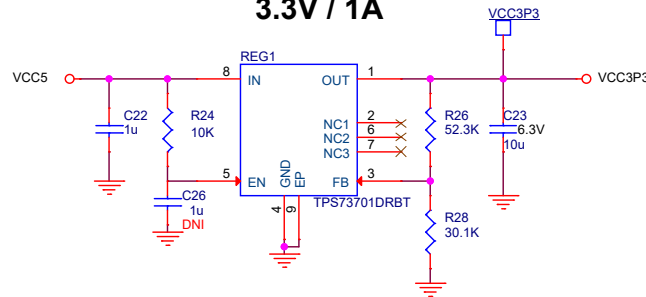 3.3V / 1A
VCC3P3
REG1
VCC5
8
IN
OUT
1
VCC3P3
C22
1u
R24
10K
NC1
2
NC2
6
NC3
7
R26
52.3K
C23
6.3V
10u
5
EN
GND
EP
FB
3
TPS73701DRBT
C26
1u
DNI
4
9
R28
30.1K